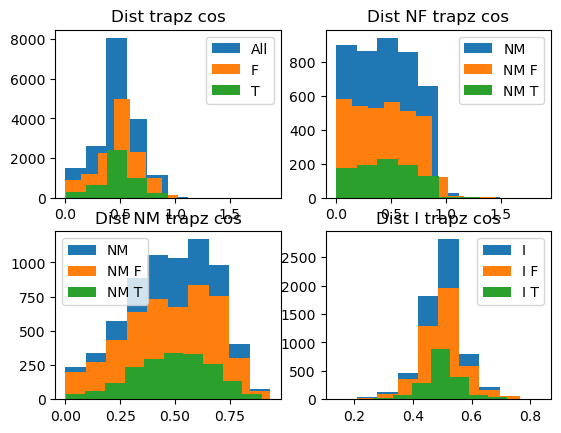 Dist trapz cos
8000
6000
4000
2000
0
0.0 0.5 1.0 1.5
All
F
T
Dist NF trapz cos
800
600
400
200
0
0.0 0.5 1.0 1.5
NM
NM F
NM T
Dist NM trapz cos
1000
750
500
250
0
0.00 0.25 0.50 0.75
NM
NM F
NM T
Dist I trapz cos
2500
2000
1500
1000
500
0
0.2 0.4 0.6 0.8
I
I F
I T